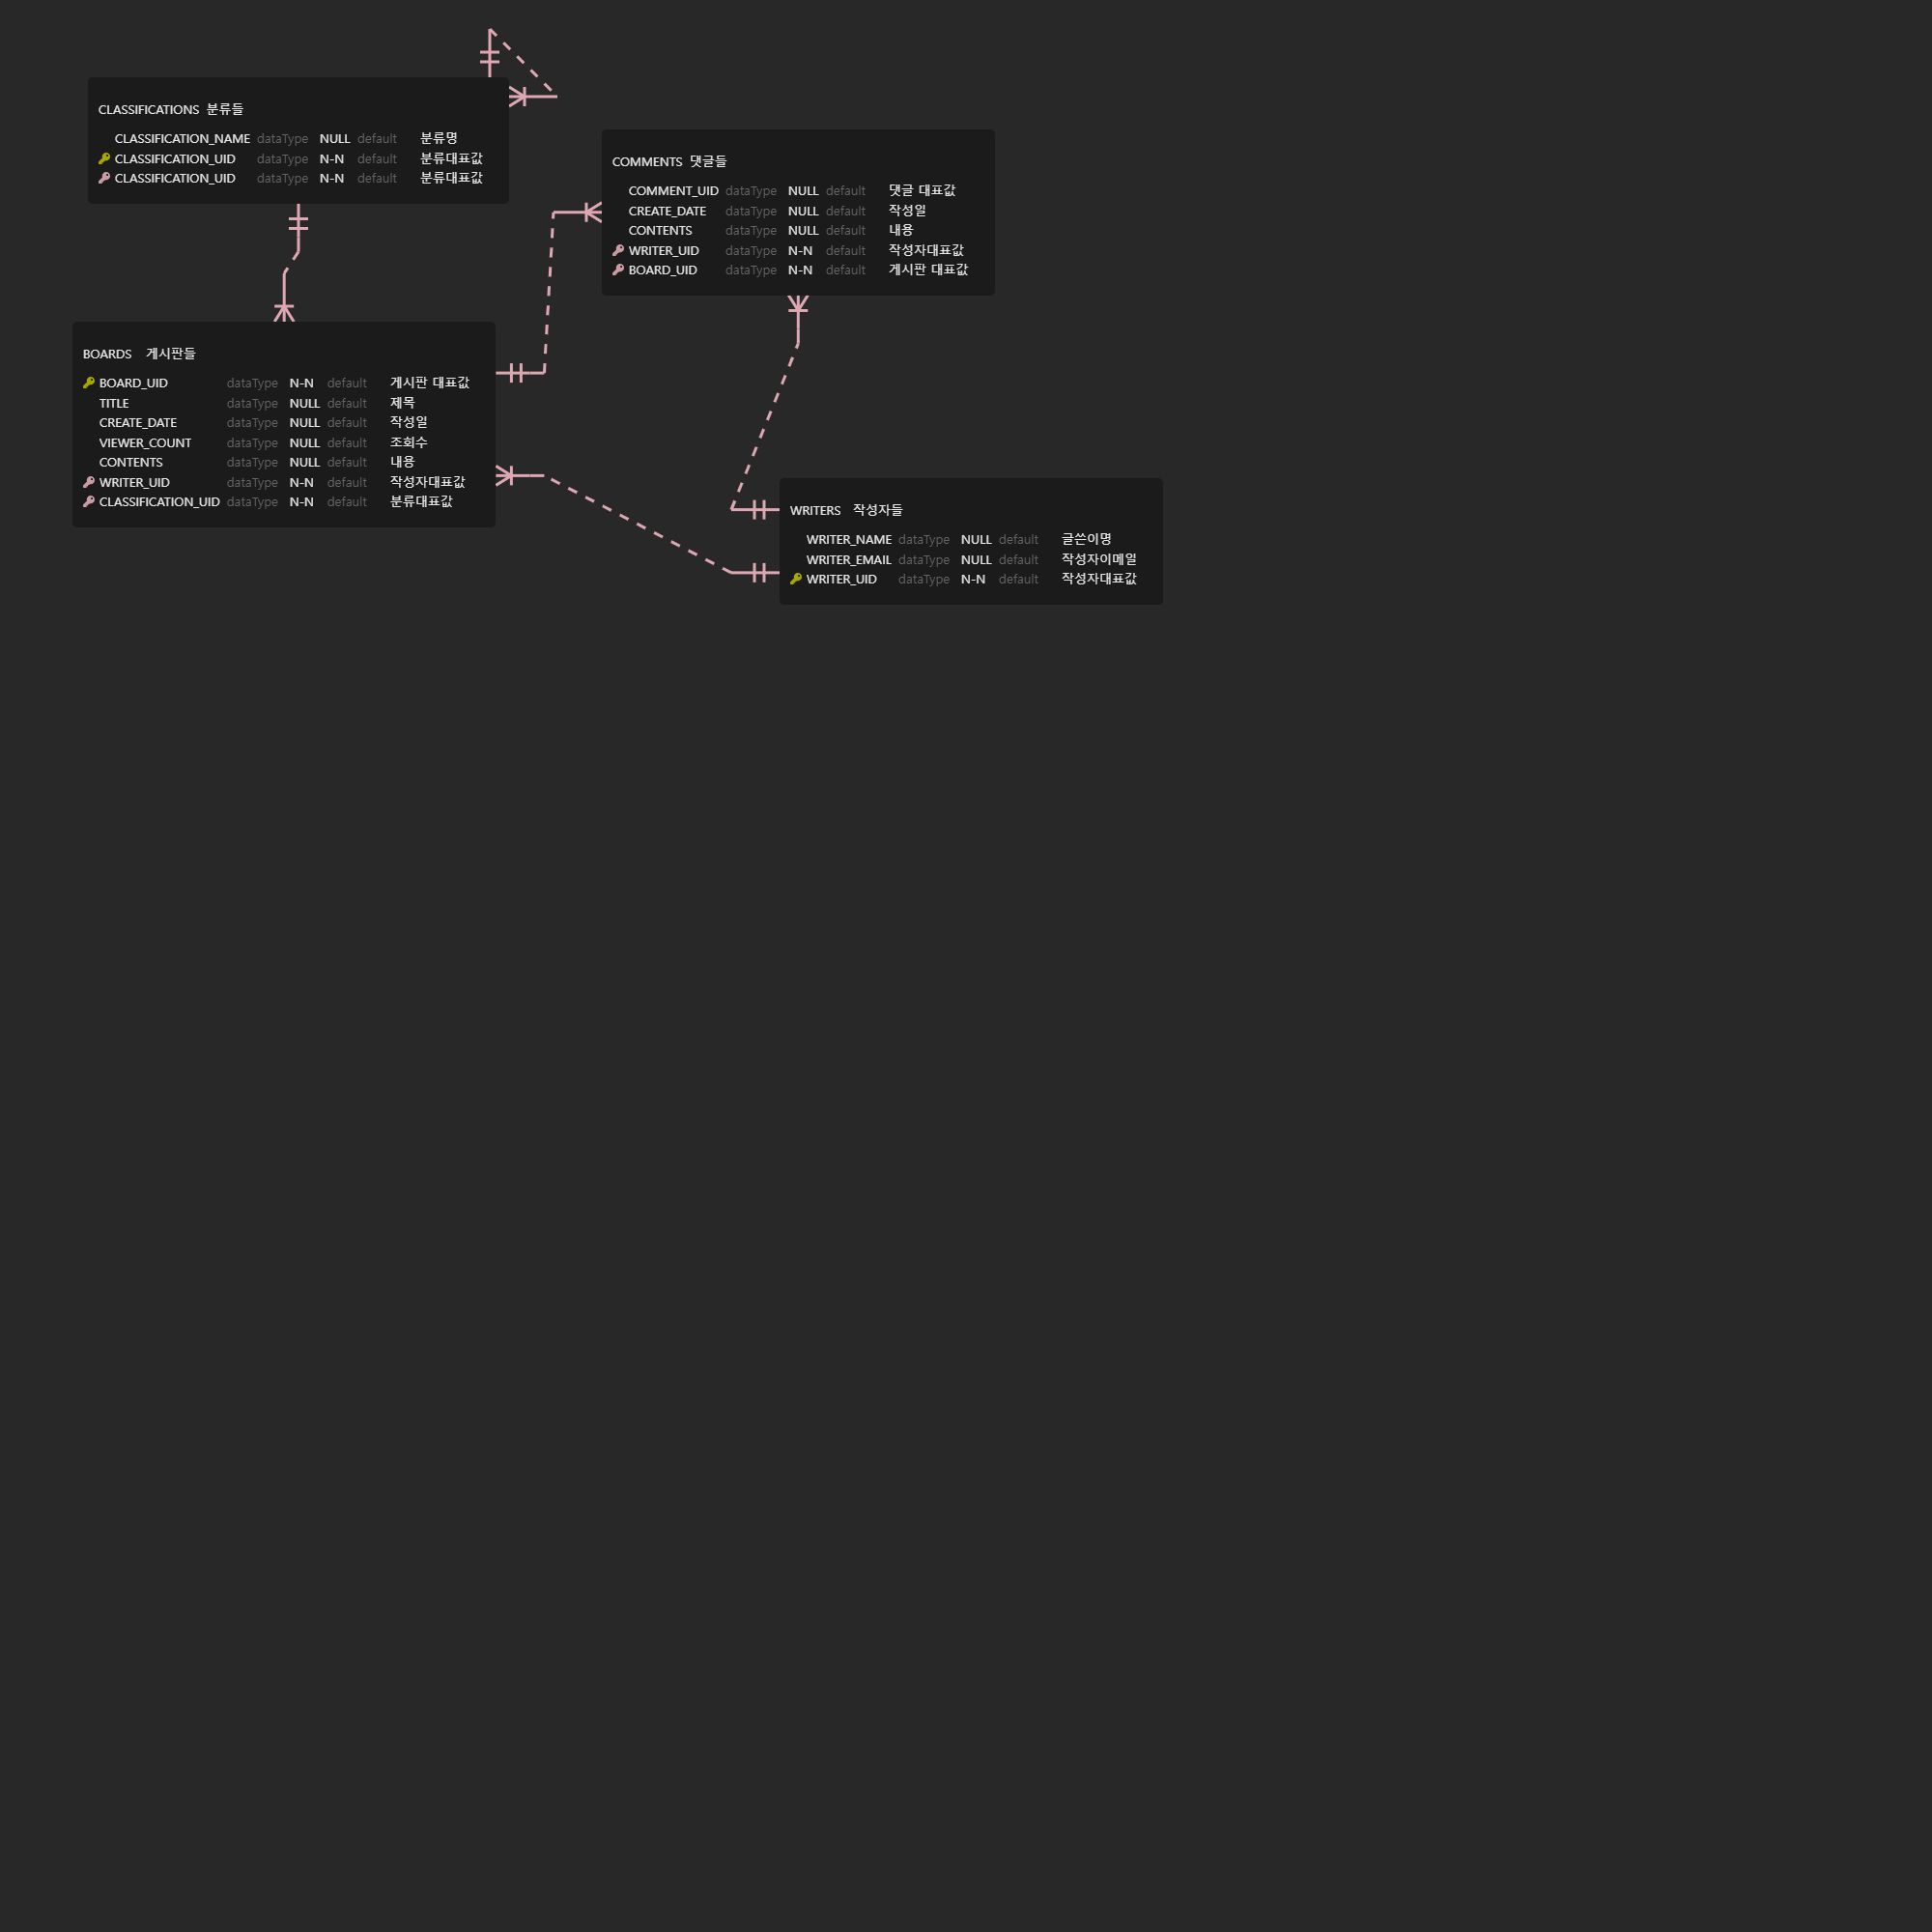 CLASSIFICATIONS 분류들
CLASSIFICATION_NAME dataType NULL default 분류명
CLASSIFICATION_UID dataType N-N default 분류대표값
CLASSIFICATION_UID dataType N-N default 분류대표값
COMMENTS 댓글들
COMMENT_UID dataType NULL default 댓글 대표값
CREATE_DATE dataType NULL default 작성일
CONTENTS dataType NULL default 내용
WRITER_UID dataType N-N default 작성자대표값
BOARD_UID dataType N-N default 게시판 대표값
BOARDS 게시판들
BOARD_UID dataType N-N default 게시판 대표값
TITLE dataType NULL default 제목
CREATE_DATE dataType NULL default 작성일
VIEWER_COUNT dataType NULL default 조회수
CONTENTS dataType NULL default 내용
WRITER_UID dataType N-N default 작성자대표값
CLASSIFICATION_UID dataType N-N default 분류대표값
WRITERS 작성자들
WRITER_NAME dataType NULL default 글쓴이명
WRITER_EMAIL dataType NULL default 작성자이메일
WRITER_UID dataType N-N default 작성자대표값